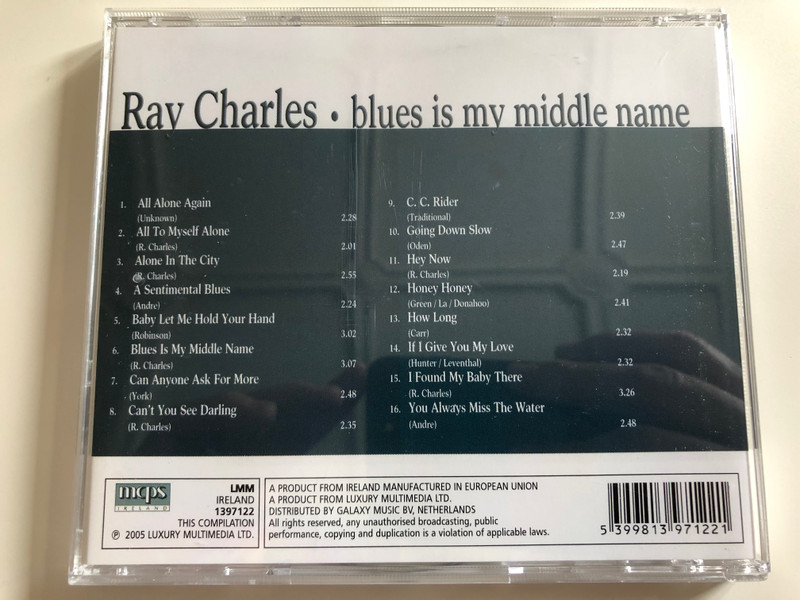 Ray Charles • blues is my middle name
1. All Alone Again
(Unknown) 2.28
2. All To Myself Alone
(R. Charles) 2.01
3. Alone In The City
(R. Charles) 2.55
4. A Sentimental Blues
(Andre) 2.24
5. Baby Let Me Hold Your Hand
(Robinson) 3.02
6. Blues Is My Middle Name
(R. Charles) 3.07
7. Can Anyone Ask For More
(York) 2.48
8. Can't You See Darling
(R. Charles) 2.35
9. C. C. Rider
(Traditional) 2.39
10. Going Down Slow
(Oden) 2.47
11. Hey Now
(R. Charles) 2.19
12. Honey Honey
(Green / La / Donahoo) 2.41
13. How Long
(Carr) 2.32
14. If I Give You My Love
(Hunter / Leventhal) 2.32
15. I Found My Baby There
(R. Charles) 3.26
16. You Always Miss The Water
(Andre) 2.48
mcps
IRELAND
LMM
IRELAND
1397122
THIS COMPILATION
℗ 2005 LUXURY MULTIMEDIA LTD.
A PRODUCT FROM IRELAND MANUFACTURED IN EUROPEAN UNION
A PRODUCT FROM LUXURY MULTIMEDIA LTD.
DISTRIBUTED BY GALAXY MUSIC BV, NETHERLANDS
All rights reserved, any unauthorised broadcasting, public
performance, copying and duplication is a violation of applicable laws.
5 399813 971221